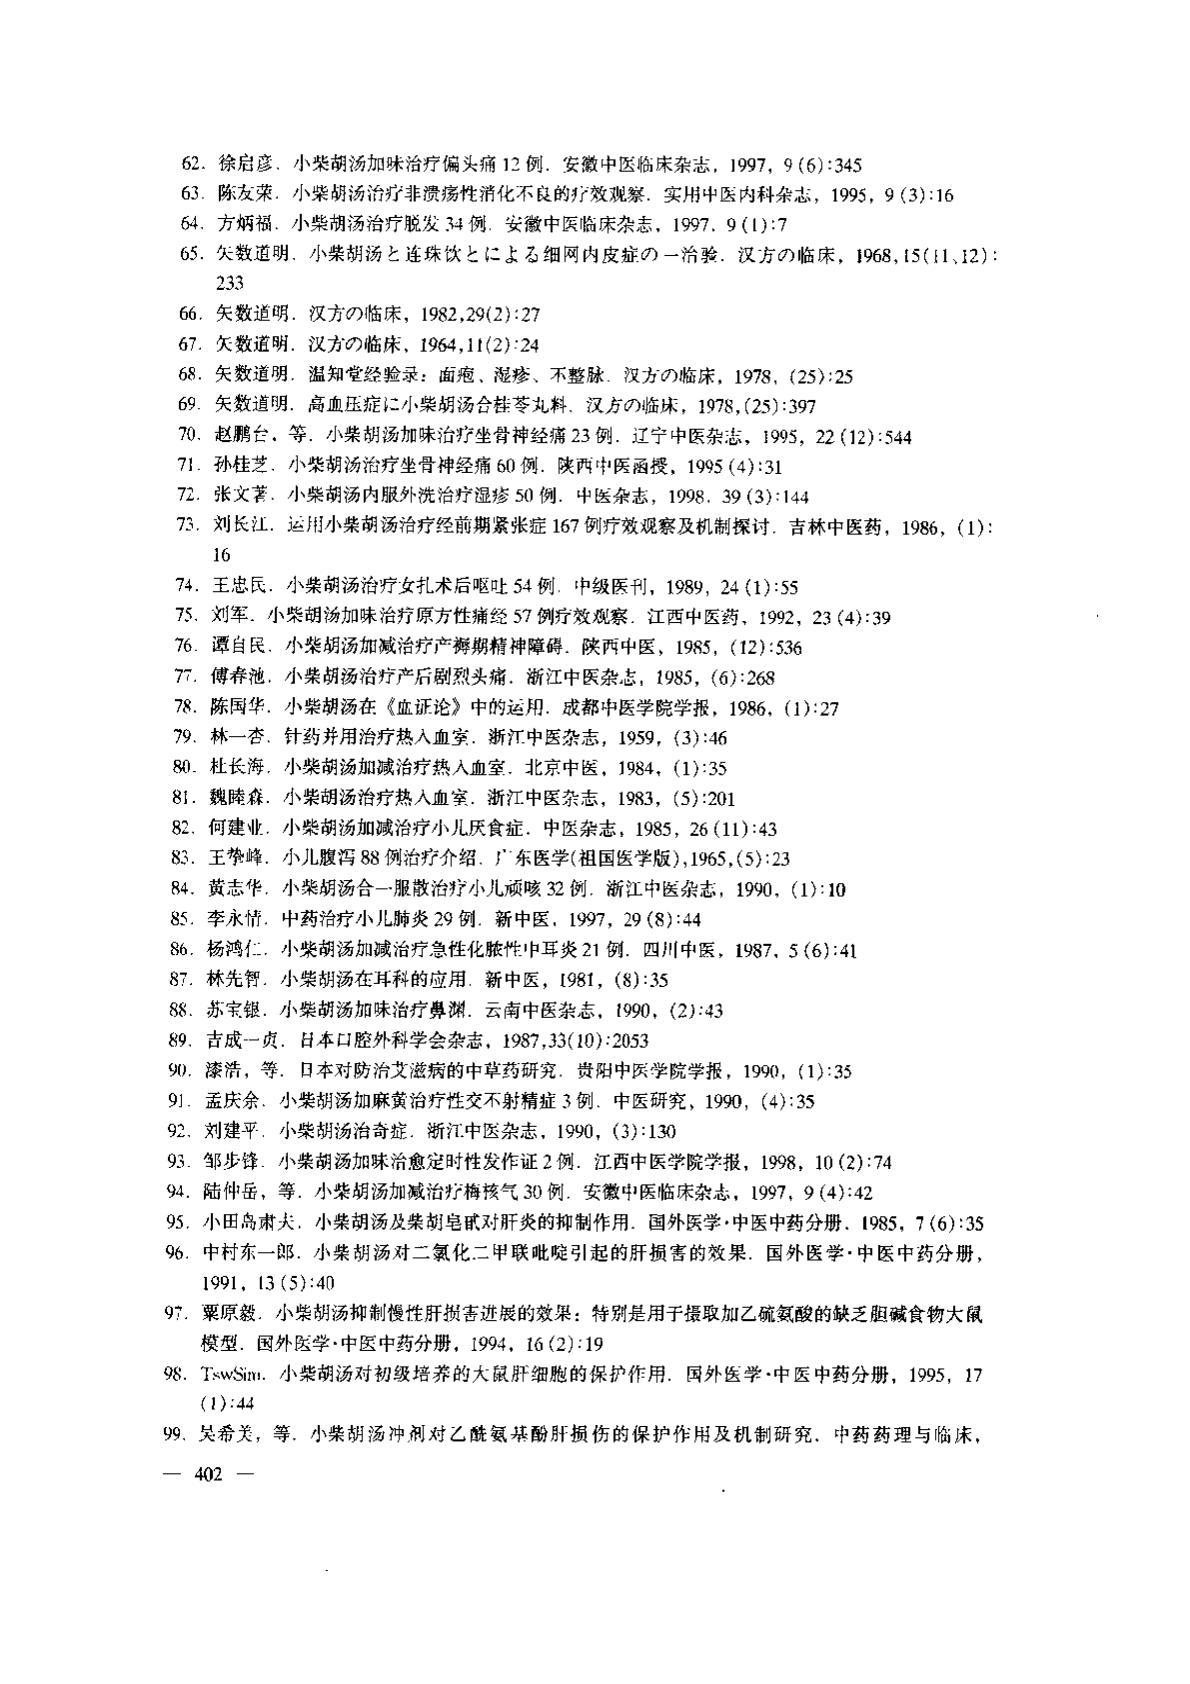 62. 徐启彦. 小柴胡汤加味治疗偏头痛 12 例. 安徽中医临床杂志, 1997, 9 (6):345
63. 陈友荣. 小柴胡汤治疗非溃疡性消化不良的疗效观察. 实用中医内科杂志, 1995, 9 (3):16
64. 方炳福. 小柴胡汤治疗脱发 34 例. 安徽中医临床杂志, 1997. 9 (1):7
65. 矢数道明. 小柴胡汤と连珠饮とによる细网内皮症の一治验. 汉方の临床, 1968,15(11、12):
233
66. 矢数道明. 汉方の临床, 1982,29(2):27
67. 矢数道明. 汉方の临床, 1964,11(2):24
68. 矢数道明. 温知堂经验录: 面疱、湿疹、不整脉. 汉方の临床, 1978, (25):25
69. 矢数道明. 高血压症に小柴胡汤合桂苓丸料. 汉方の临床, 1978,(25):397
70. 赵鹏台, 等. 小柴胡汤加味治疗坐骨神经痛 23 例. 辽宁中医杂志, 1995, 22 (12):544
71. 孙桂芝. 小柴胡汤治疗坐骨神经痛 60 例. 陕西中医函授, 1995 (4):31
72. 张文著. 小柴胡汤内服外洗治疗湿疹 50 例. 中医杂志, 1998. 39 (3):144
73. 刘长江. 运用小柴胡汤治疗经前期紧张症 167 例疗效观察及机制探讨. 吉林中医药, 1986, (1):
16
74. 王忠民. 小柴胡汤治疗女扎术后呕吐 54 例. 中级医刊, 1989, 24 (1):55
75. 刘军. 小柴胡汤加味治疗原方性痛经 57 例疗效观察. 江西中医药, 1992, 23 (4):39
76. 谭自民. 小柴胡汤加减治疗产褥期精神障碍. 陕西中医, 1985, (12):536
77. 傅春池. 小柴胡汤治疗产后剧烈头痛. 浙江中医杂志, 1985, (6):268
78. 陈国华. 小柴胡汤在《血证论》中的运用. 成都中医学院学报, 1986, (1):27
79. 林一杏. 针药并用治疗热入血室. 浙江中医杂志, 1959, (3):46
80. 杜长海. 小柴胡汤加减治疗热入血室. 北京中医, 1984, (1):35
81. 魏睦森. 小柴胡汤治疗热入血室. 浙江中医杂志, 1983, (5):201
82. 何建业. 小柴胡汤加减治疗小儿厌食症. 中医杂志, 1985, 26 (11):43
83. 王挚峰. 小儿腹泻 88 例治疗介绍. 广东医学(祖国医学版),1965,(5):23
84. 黄志华. 小柴胡汤合一服散治疗小儿顽咳 32 例. 浙江中医杂志, 1990, (1):10
85. 李永情. 中药治疗小儿肺炎 29 例. 新中医, 1997, 29 (8):44
86. 杨鸿仁. 小柴胡汤加减治疗急性化脓性中耳炎 21 例. 四川中医, 1987, 5 (6):41
87. 林先智. 小柴胡汤在耳科的应用. 新中医, 1981, (8):35
88. 苏宝银. 小柴胡汤加味治疗鼻渊. 云南中医杂志, 1990, (2):43
89. 吉成一贞. 日本口腔外科学会杂志, 1987,33(10):2053
90. 漆浩, 等. 日本对防治艾滋病的中草药研究. 贵阳中医学院学报, 1990, (1):35
91. 孟庆余. 小柴胡汤加麻黄治疗性交不射精症 3 例. 中医研究, 1990, (4):35
92. 刘建平. 小柴胡汤治奇症. 浙江中医杂志, 1990, (3):130
93. 邹步锋. 小柴胡汤加味治愈定时性发作证 2 例. 江西中医学院学报, 1998, 10 (2):74
94. 陆仲岳, 等. 小柴胡汤加减治疗梅核气 30 例. 安徽中医临床杂志, 1997, 9 (4):42
95. 小田岛肃夫. 小柴胡汤及柴胡皂甙对肝炎的抑制作用. 国外医学·中医中药分册, 1985, 7 (6):35
96. 中村东一郎. 小柴胡汤对二氯化二甲联吡啶引起的肝损害的效果. 国外医学·中医中药分册,
1991, 13 (5):40
97. 粟原毅. 小柴胡汤抑制慢性肝损害进展的效果: 特别是用于摄取加乙硫氨酸的缺乏胆碱食物大鼠
模型. 国外医学·中医中药分册, 1994, 16 (2):19
98. TswSim. 小柴胡汤对初级培养的大鼠肝细胞的保护作用. 国外医学·中医中药分册, 1995, 17
(1):44
99. 吴希美, 等. 小柴胡汤冲剂对乙酰氨基酚肝损伤的保护作用及机制研究. 中药药理与临床,
— 402 —